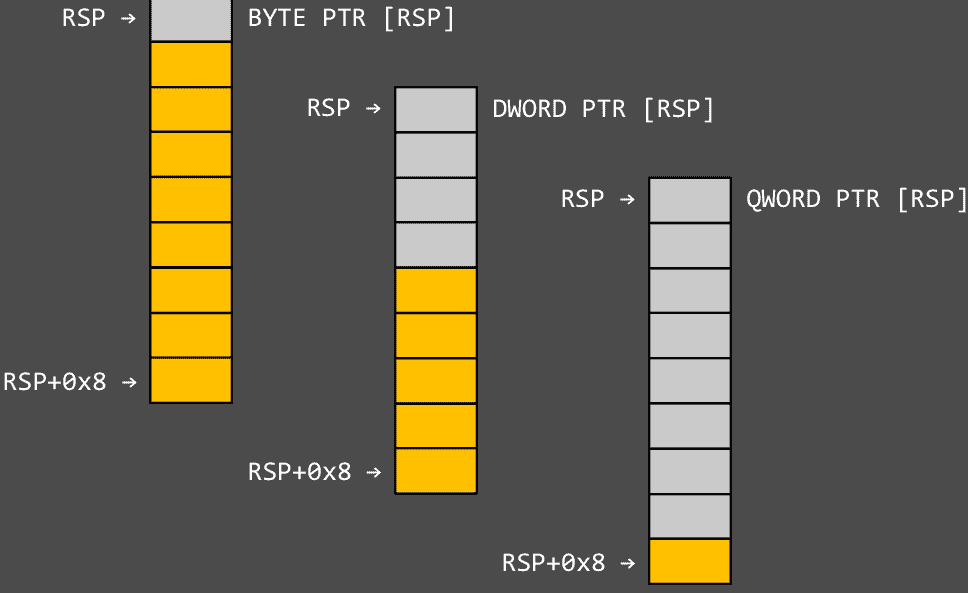 RSP → BYTE PTR [RSP]
RSP → DWORD PTR [RSP]
RSP → QWORD PTR [RSP]
RSP+0x8 →
RSP+0x8 →
RSP+0x8 →